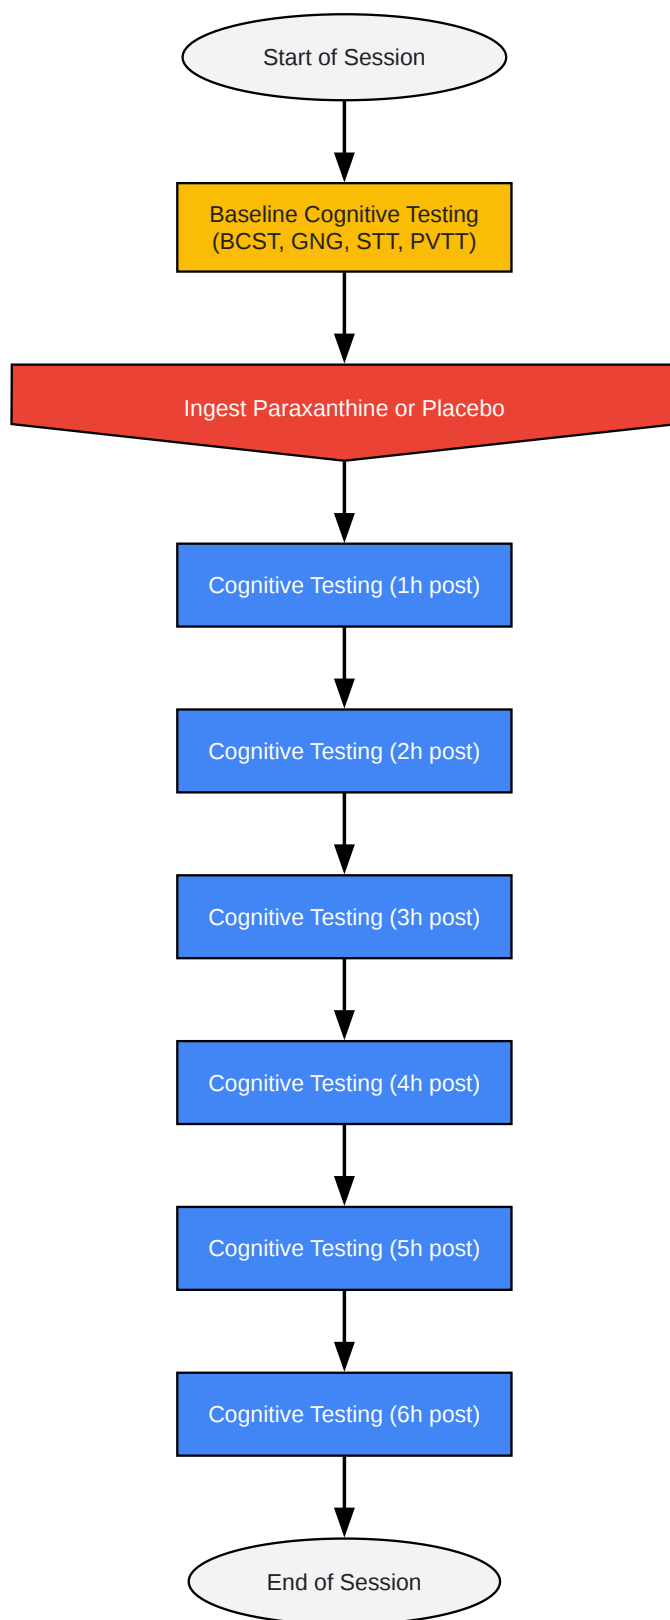 Start of Session
Baseline Cognitive Testing
(BCST, GNG, STT, PVTT)
Ingest Paraxanthine or Placebo
Cognitive Testing (1h post)
Cognitive Testing (2h post)
Cognitive Testing (3h post)
Cognitive Testing (4h post)
Cognitive Testing (5h post)
Cognitive Testing (6h post)
End of Session